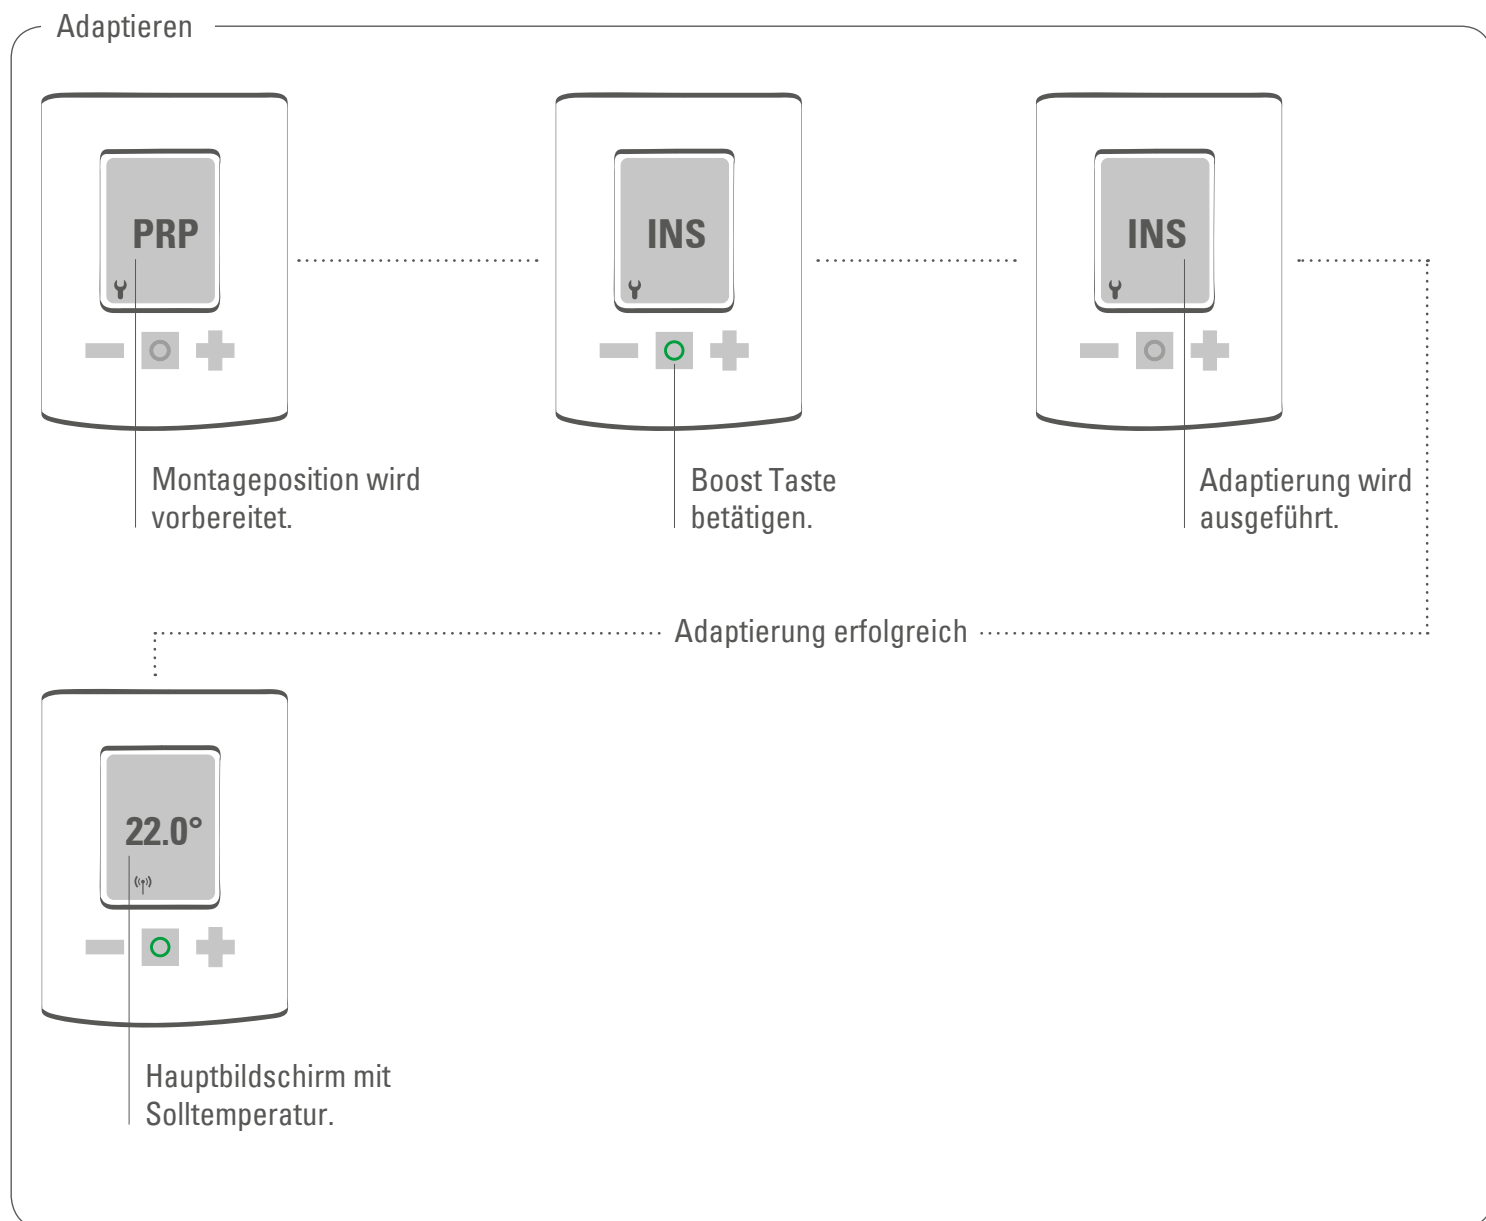 Adaptieren
PRP
INS
INS
Montageposition wird
vorbereitet.
Boost Taste
betätigen.
Adaptierung wird
ausgeführt.
Adaptierung erfolgreich
22.0°
Hauptbildschirm mit
Solltemperatur.